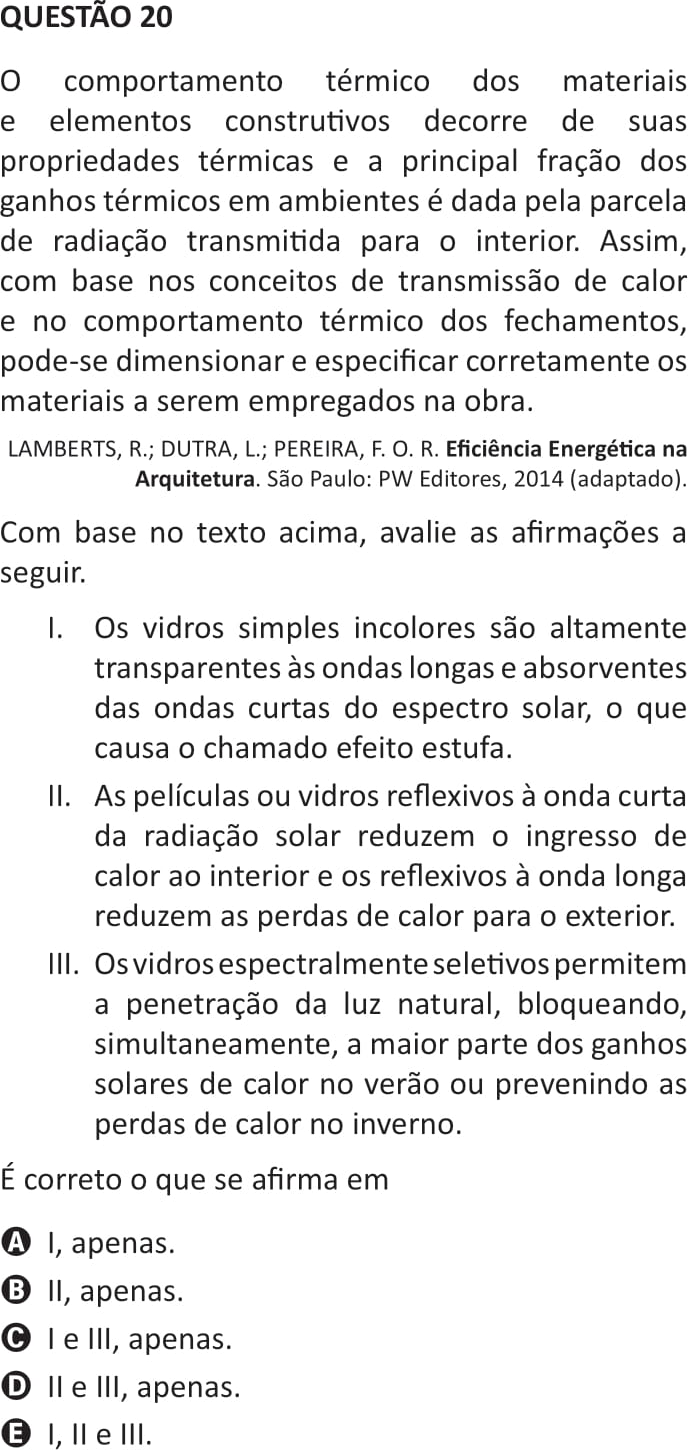 QUESTÃO 20
O comportamento térmico dos materiais
e elementos construtivos decorre de suas
propriedades térmicas e a principal fração dos
ganhos térmicos em ambientes é dada pela parcela
de radiação transmitida para o interior. Assim,
com base nos conceitos de transmissão de calor
e no comportamento térmico dos fechamentos,
pode-se dimensionar e especificar corretamente os
materiais a serem empregados na obra.
LAMBERTS, R.; DUTRA, L.; PEREIRA, F. O. R. Eficiência Energética na
Arquitetura. São Paulo: PW Editores, 2014 (adaptado).
Com base no texto acima, avalie as afirmações a
seguir.
I. Os vidros simples incolores são altamente
transparentes às ondas longas e absorventes
das ondas curtas do espectro solar, o que
causa o chamado efeito estufa.
II. As películas ou vidros reflexivos à onda curta
da radiação solar reduzem o ingresso de
calor ao interior e os reflexivos à onda longa
reduzem as perdas de calor para o exterior.
III. Os vidros espectralmente seletivos permitem
a penetração da luz natural, bloqueando,
simultaneamente, a maior parte dos ganhos
solares de calor no verão ou prevenindo as
perdas de calor no inverno.
É correto o que se afirma em
A I, apenas.
B II, apenas.
C I e III, apenas.
D II e III, apenas.
E I, II e III.